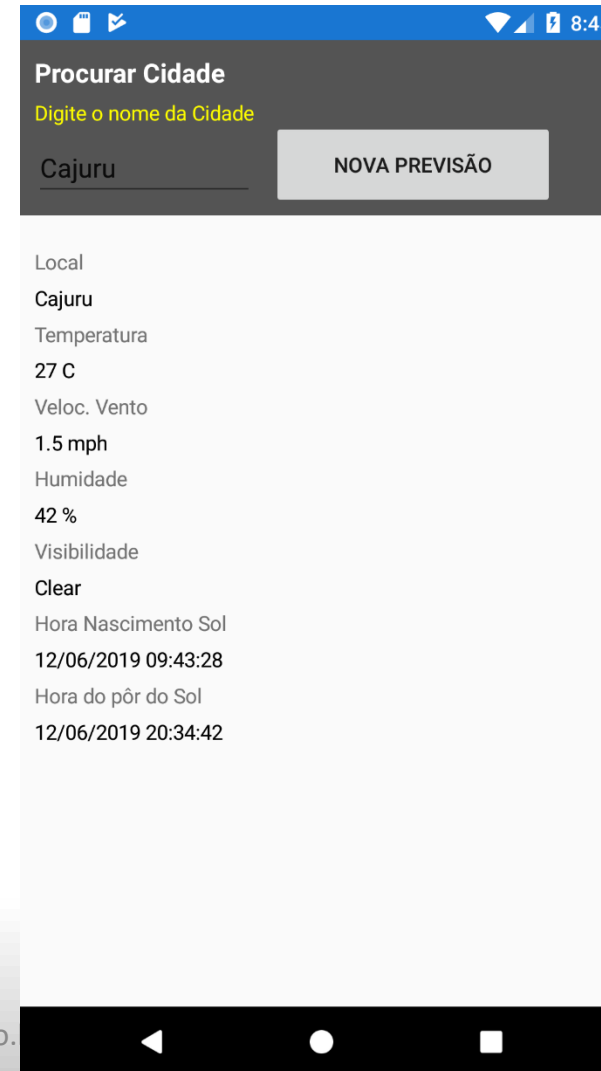 8:4
Procurar Cidade
Digite o nome da Cidade
Cajuru
NOVA PREVISÃO
Local
Cajuru
Temperatura
27 C
Veloc. Vento
1.5 mph
Humidade
42 %
Visibilidade
Clear
Hora Nascimento Sol
12/06/2019 09:43:28
Hora do pôr do Sol
12/06/2019 20:34:42